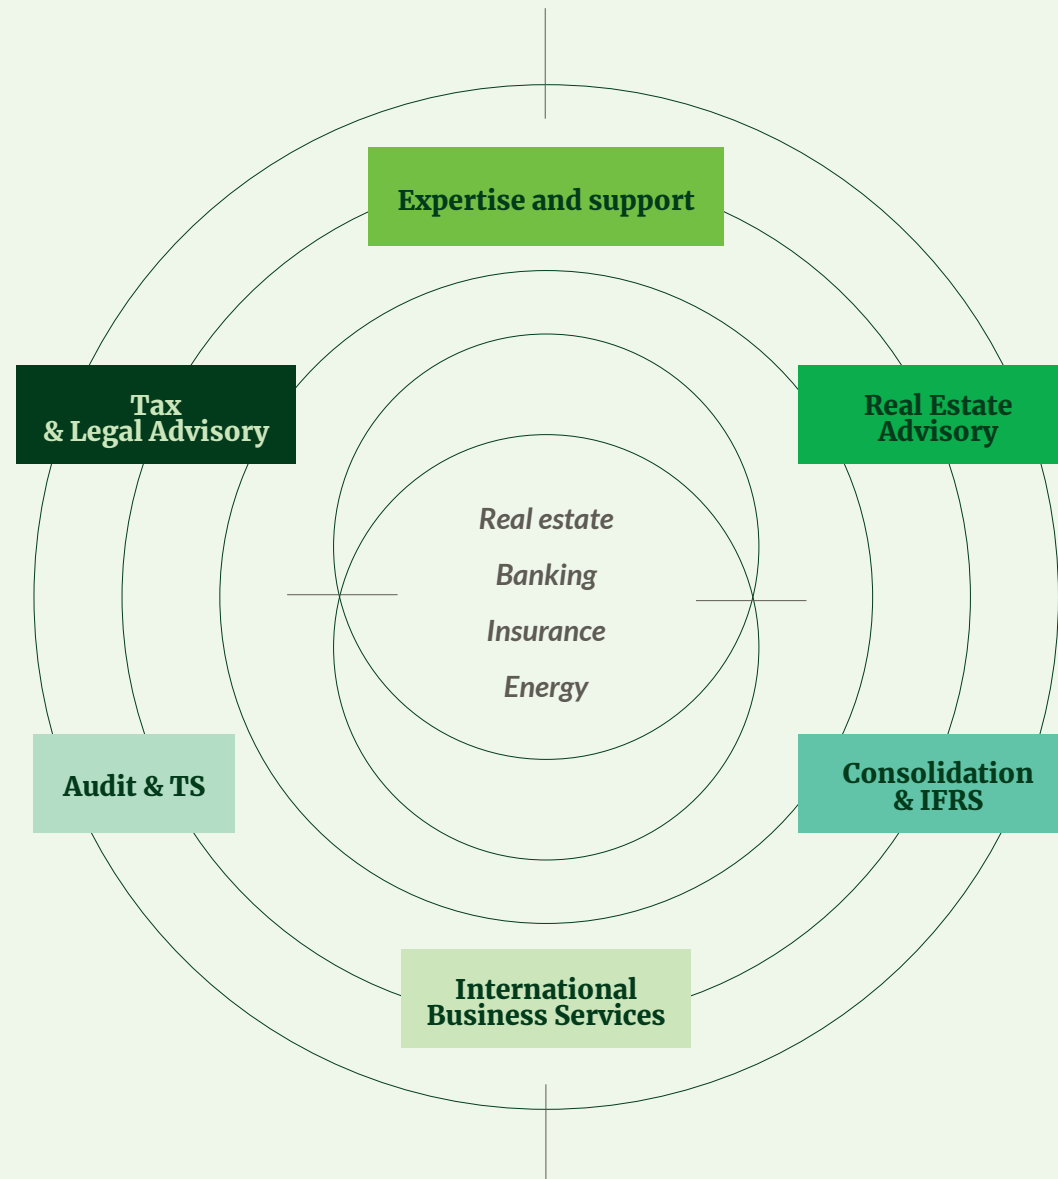 Expertise and support
Tax
& Legal Advisory
Real Estate
Advisory
Real estate
Banking
Insurance
Energy
Audit & TS
Consolidation
& IFRS
International
Business Services